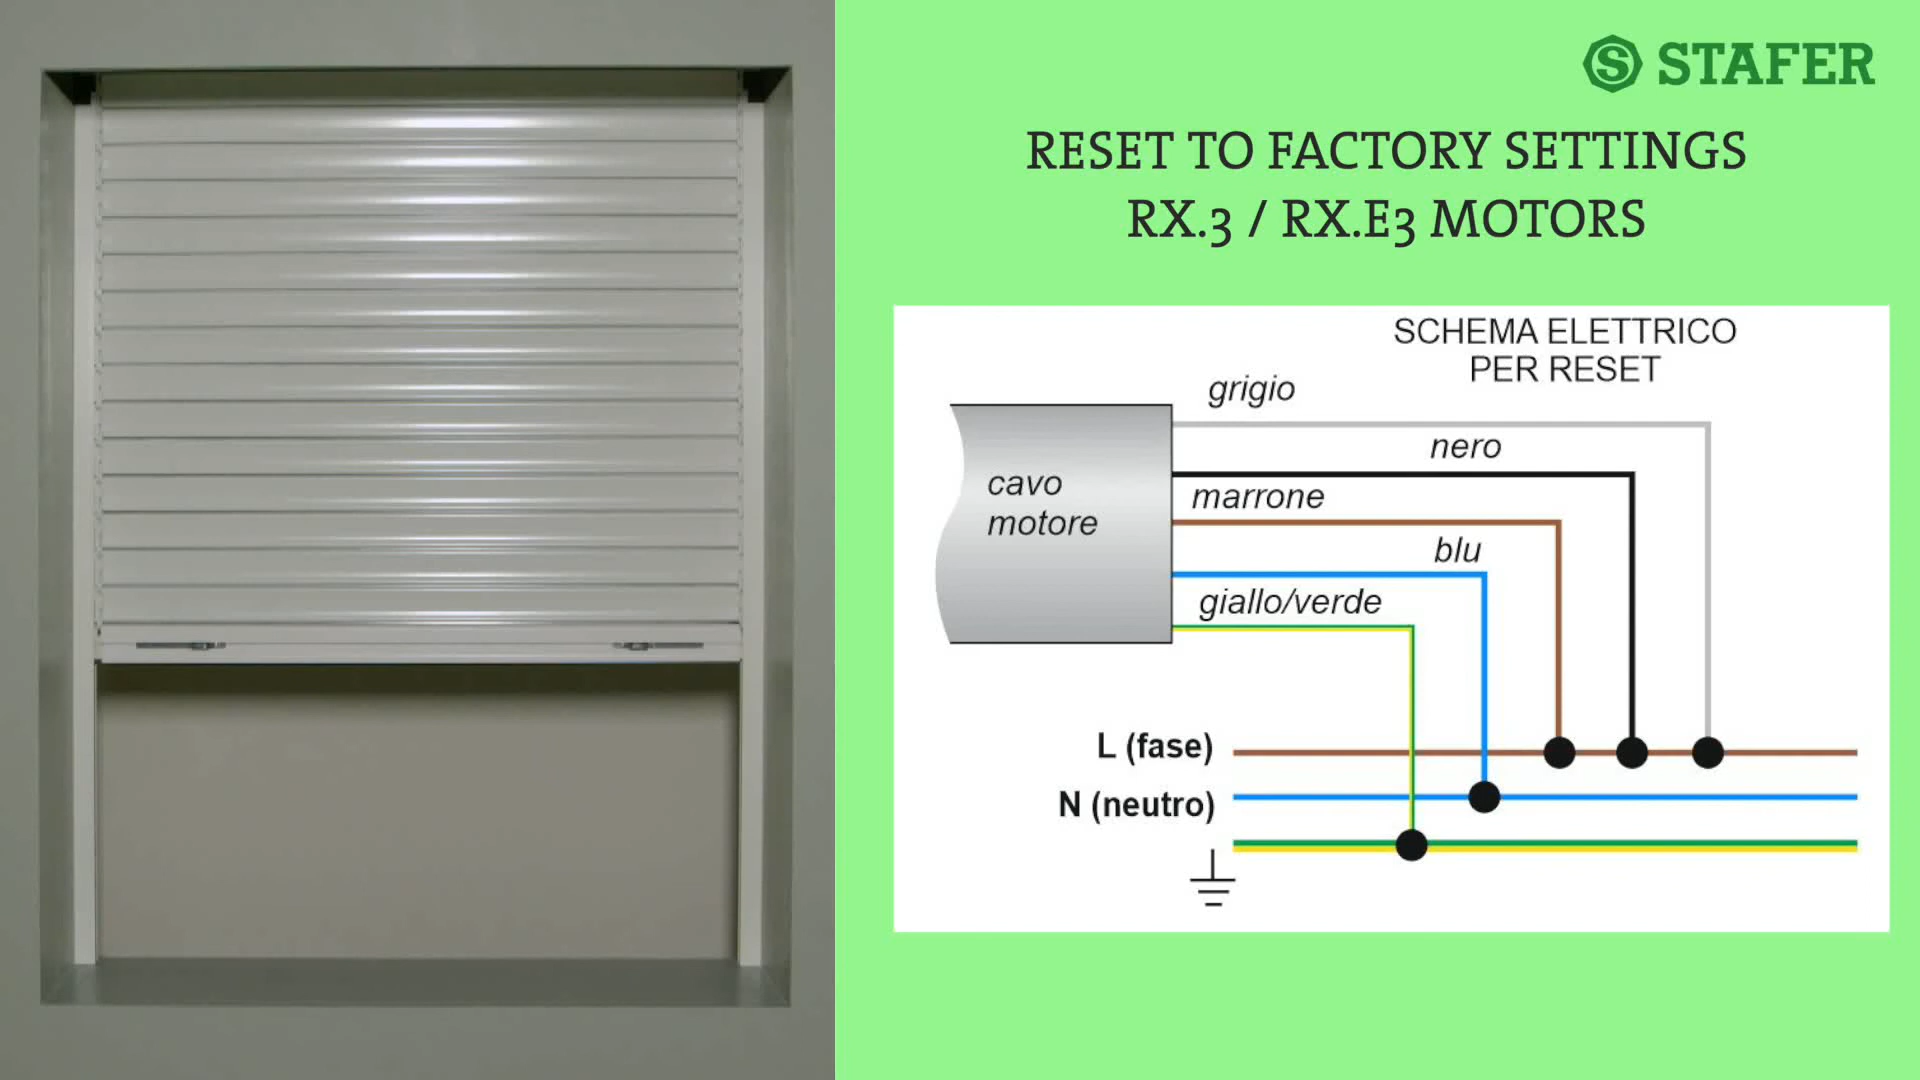 STAFER
RESET TO FACTORY SETTINGS
RX.3 / RX.E3 MOTORS
SCHEMA ELETTRICO
PER RESET
grigio
nero
marrone
blu
giallo/verde
cavo
motore
L (fase)
N (neutro)